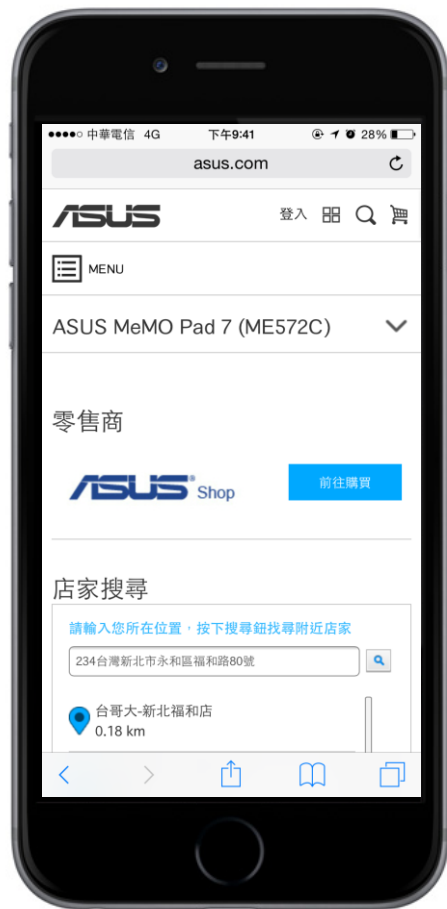 中華電信 4G 下午9:41 28%
asus.com
ASUS 登入
MENU
ASUS MeMO Pad 7 (ME572C)
零售商
ASUS® Shop 前往購買
店家搜尋
請輸入您所在位置，按下搜尋鈕找尋附近店家
234台灣新北市永和區福和路80號
台哥大-新北福和店
0.18 km